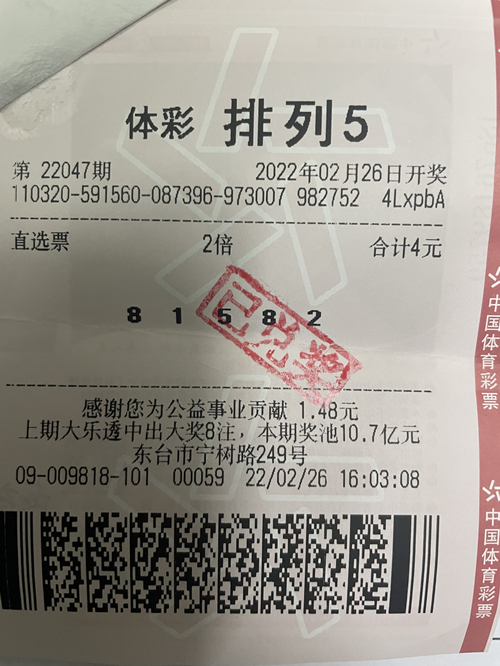 体彩 排列5
第 22047期 2022年02月26日开奖
110320-591560-087396-973007 982752 4LxpbA
直选票 2倍 合计4元
8 1 5 8 2
已兑奖
感谢您为公益事业贡献 1.48元
上期大乐透中出大奖8注，本期奖池10.7亿元
东台市宁树路249号
09-009818-101 00059 22/02/26 16:03:08
中国体育彩票
中国体育彩票